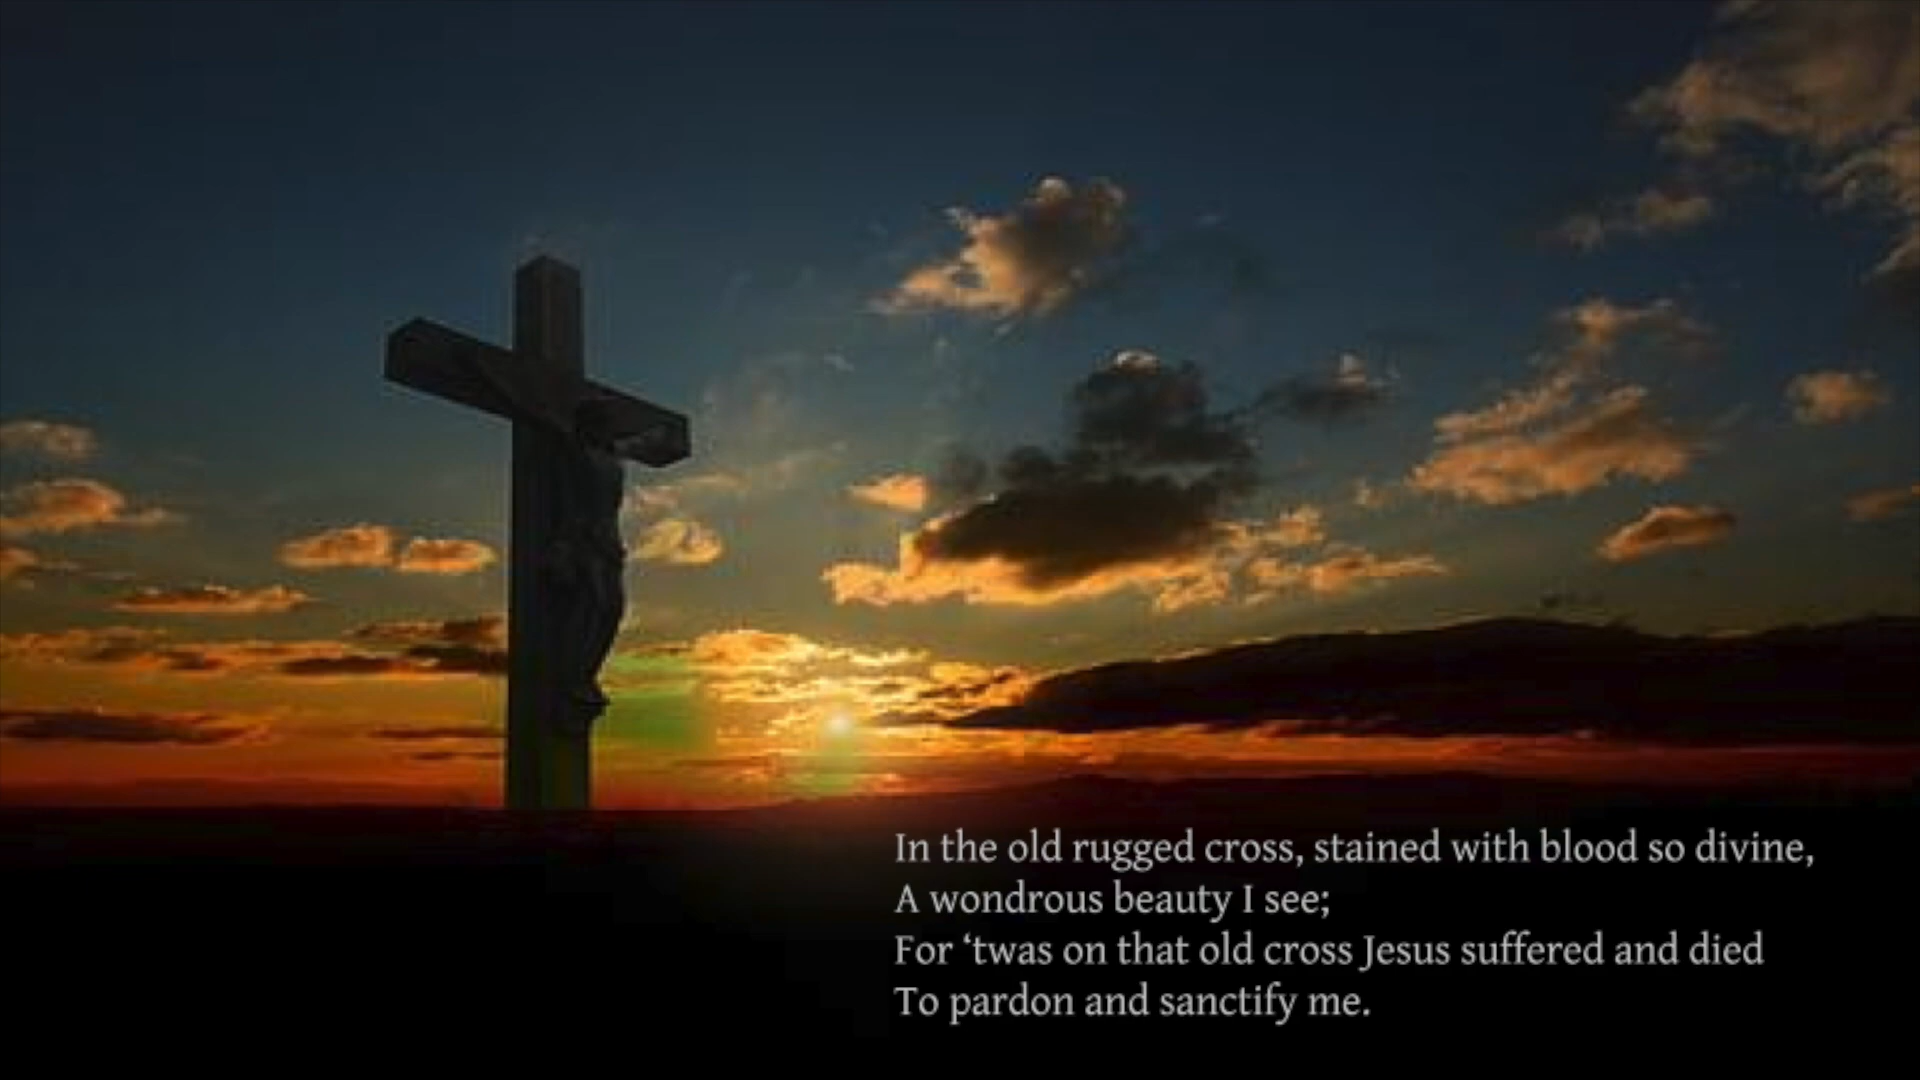 In the old rugged cross, stained with blood so divine,
A wondrous beauty I see;
For ‘twas on that old cross Jesus suffered and died
To pardon and sanctify me.